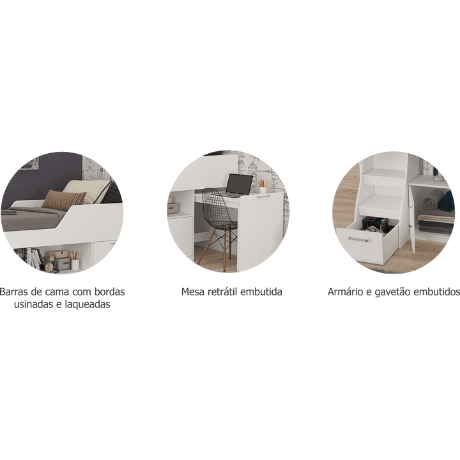 Barras de cama com bordas
usinadas e laqueadas
Mesa retrátil embutida
Armário e gavetão embutidos